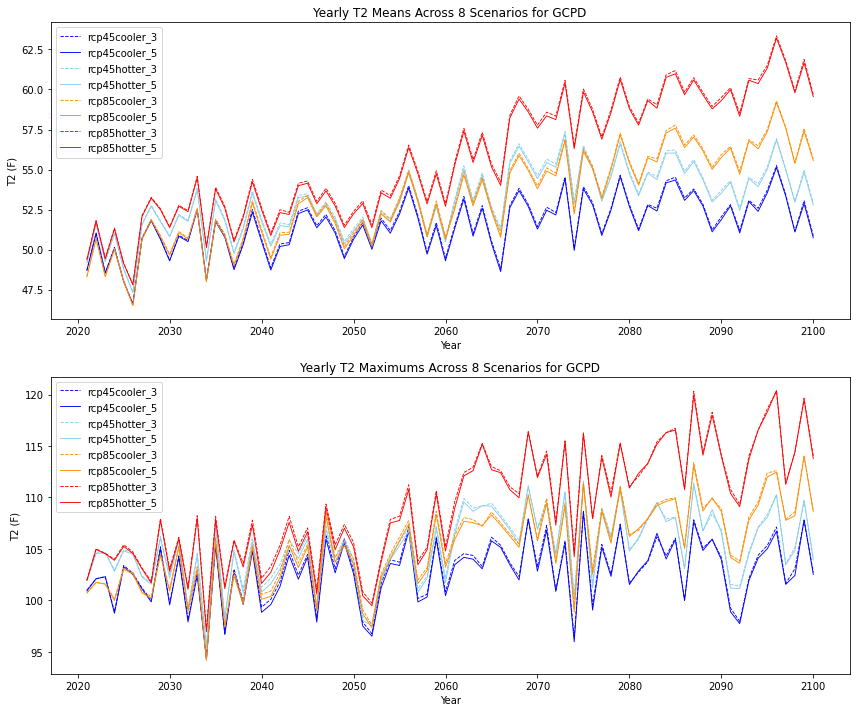 Yearly T2 Means Across 8 Scenarios for GCPD
rcp45cooler_3
rcp45cooler_5
rcp45hotter_3
rcp45hotter_5
rcp85cooler_3
rcp85cooler_5
rcp85hotter_3
rcp85hotter_5
62.5
60.0
57.5
55.0
52.5
50.0
47.5
T2 (F)
2020 2030 2040 2050 2060 2070 2080 2090 2100
Year
Yearly T2 Maximums Across 8 Scenarios for GCPD
rcp45cooler_3
rcp45cooler_5
rcp45hotter_3
rcp45hotter_5
rcp85cooler_3
rcp85cooler_5
rcp85hotter_3
rcp85hotter_5
120
115
110
105
100
95
T2 (F)
2020 2030 2040 2050 2060 2070 2080 2090 2100
Year